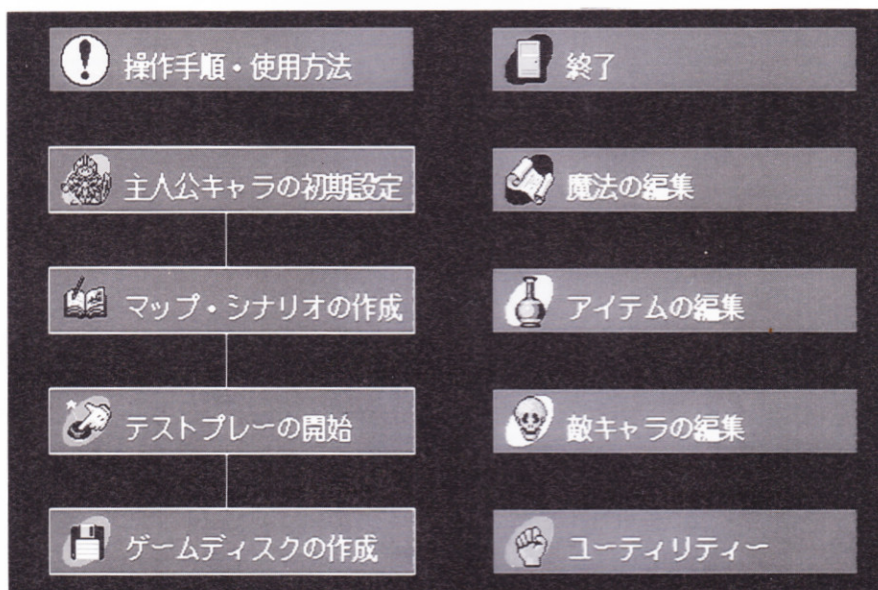 操作手順・使用方法
終了
主人公キャラの初期設定
魔法の編集
マップ・シナリオの作成
アイテムの編集
テストプレーの開始
敵キャラの編集
ゲームディスクの作成
ユーティリティー